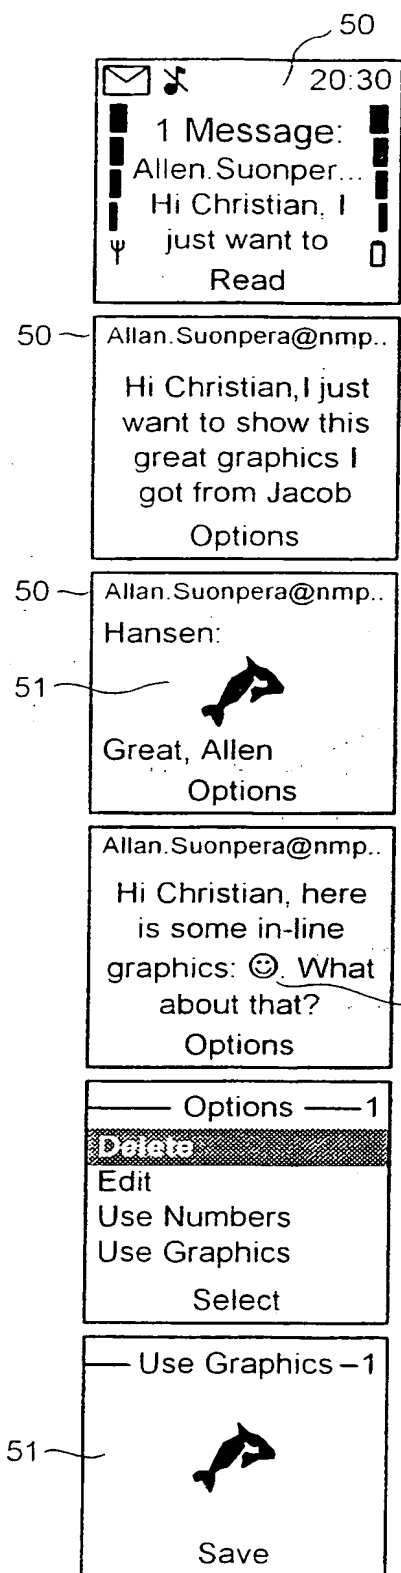 50
20:30
1 Message:
Allen.Suonper...
Hi Christian, I
just want to
Read
50
Allan.Suonpera@nmp..
Hi Christian,I just
want to show this
great graphics I
got from Jacob
Options
50
Allan.Suonpera@nmp..
Hansen:
51
Great, Allen
Options
Allan.Suonpera@nmp..
Hi Christian, here
is some in-line
graphics: ☺. What
about that?
Options
Options 1
Delete
Edit
Use Numbers
Use Graphics
Select
Use Graphics 1
51
Save